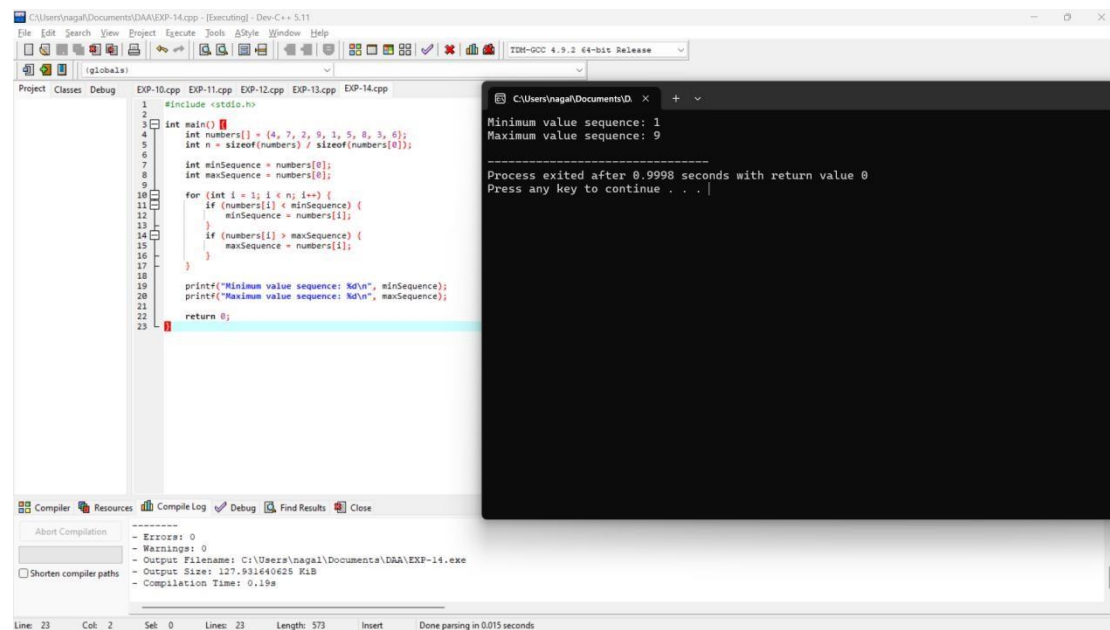 C:\Users\nagal\Documents\DAA\EXP-14.cpp - [Executing] - Dev-C++ 5.11
File Edit Search View Project Execute Tools AStyle Window Help
TDM-GCC 4.9.2 64-bit Release
(globals)
Project Classes Debug
EXP-10.cpp EXP-11.cpp EXP-12.cpp EXP-13.cpp EXP-14.cpp
1 #include <stdio.h>
2
3 int main() {
4     int numbers[] = {4, 7, 2, 9, 1, 5, 8, 3, 6};
5     int n = sizeof(numbers) / sizeof(numbers[0]);
6
7     int minSequence = numbers[0];
8     int maxSequence = numbers[0];
9
10     for (int i = 1; i < n; i++) {
11         if (numbers[i] < minSequence) {
12             minSequence = numbers[i];
13         }
14         if (numbers[i] > maxSequence) {
15             maxSequence = numbers[i];
16         }
17     }
18
19     printf("Minimum value sequence: %d\n", minSequence);
20     printf("Maximum value sequence: %d\n", maxSequence);
21
22     return 0;
23 }
C:\Users\nagal\Documents\D.
Minimum value sequence: 1
Maximum value sequence: 9
--------------------------------
Process exited after 0.9998 seconds with return value 0
Press any key to continue . . .
Compiler Resources Compile Log Debug Find Results Close
Abort Compilation
Shorten compiler paths
--------
- Errors: 0
- Warnings: 0
- Output Filename: C:\Users\nagal\Documents\DAA\EXP-14.exe
- Output Size: 127.931640625 KiB
- Compilation Time: 0.19s
Line: 23 Col: 2 Sel: 0 Lines: 23 Length: 573 Insert Done parsing in 0.015 seconds